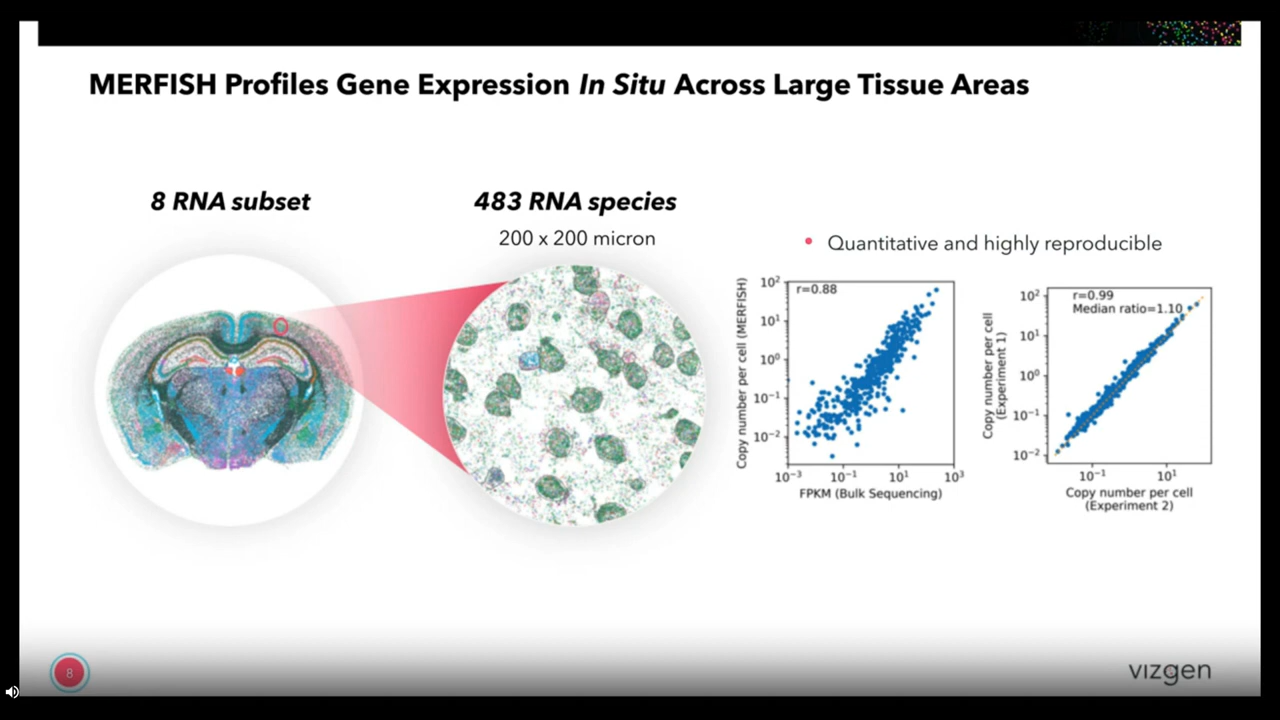 MERFISH Profiles Gene Expression In Situ Across Large Tissue Areas
8 RNA subset
483 RNA species
200 x 200 micron
• Quantitative and highly reproducible
Copy number per cell (MERFISH)
10²
10¹
10⁰
10⁻¹
10⁻²
r=0.88
10⁻³
10⁻¹
10¹
10³
FPKM (Bulk Sequencing)
Copy number per cell
(Experiment 1)
10²
10¹
10⁰
10⁻¹
10⁻²
r=0.99
Median ratio=1.10
10⁻¹
10¹
Copy number per cell
(Experiment 2)
8
vizgen